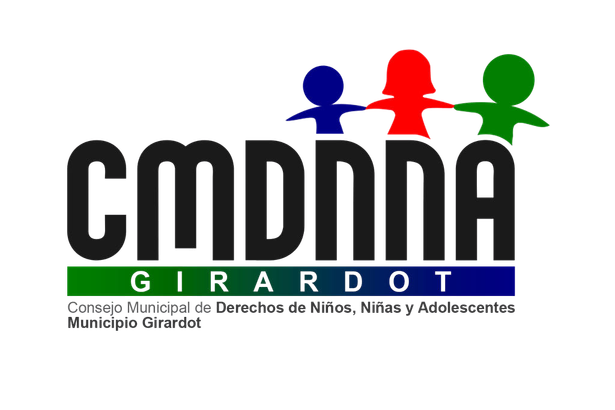 CMDNNA
GIRARDOT
Consejo Municipal de Derechos de Niños, Niñas y Adolescentes
Municipio Girardot